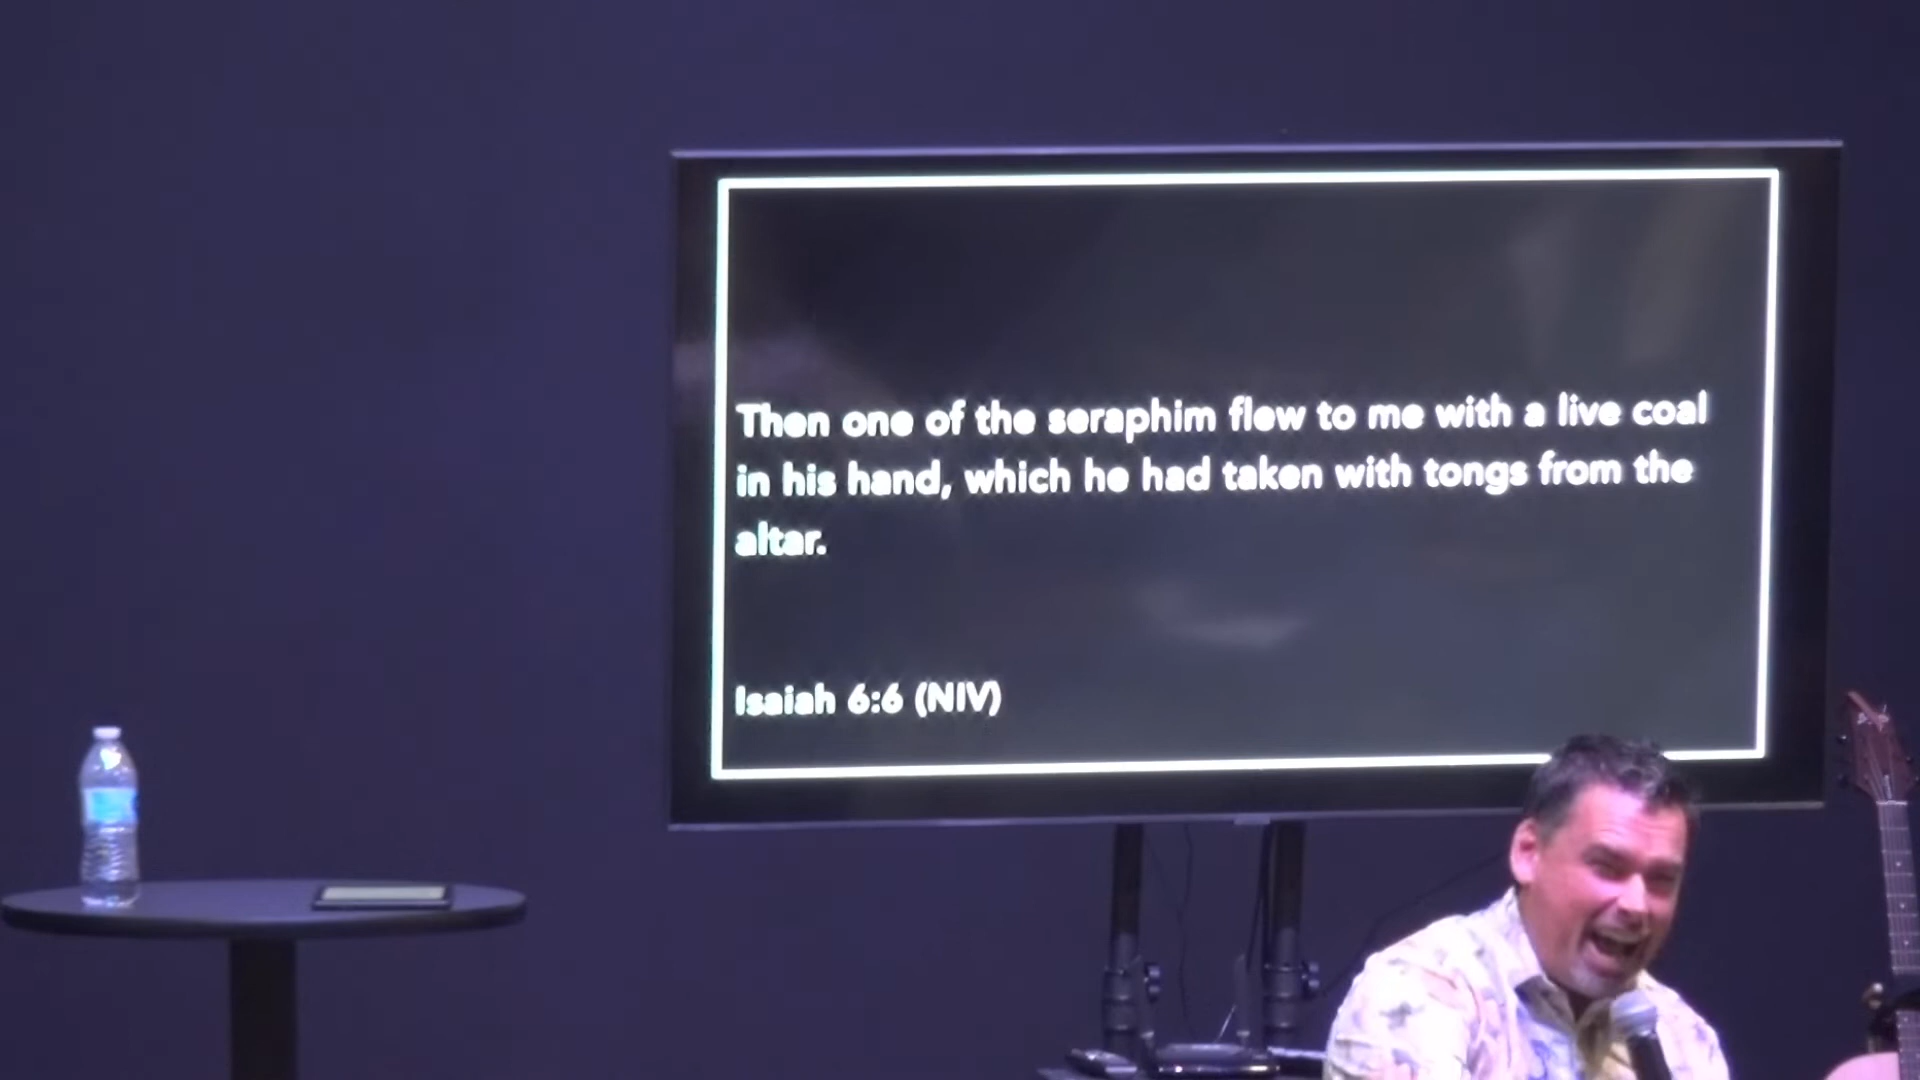 Then one of the seraphim flew to me with a live coal
in his hand, which he had taken with tongs from the
altar.
Isaiah 6:6 (NIV)